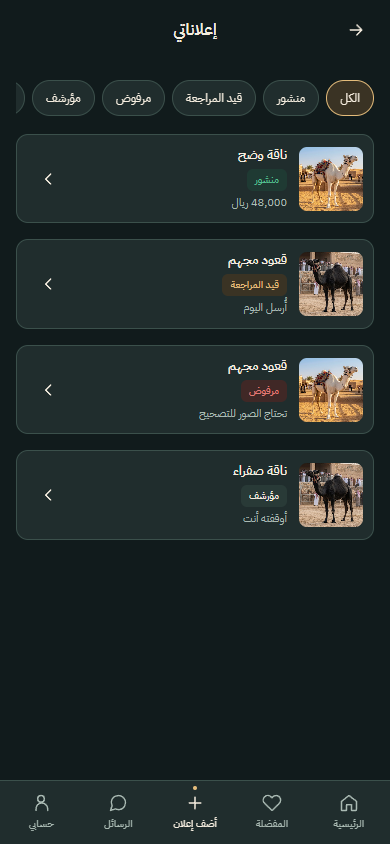 إعلاناتي
الكل
منشور
قيد المراجعة
مرفوض
مؤرشف
ناقة وضح
منشور
48,000 ريال
قعود مجهم
قيد المراجعة
أُرسل اليوم
قعود مجهم
مرفوض
تحتاج الصور للتصحيح
ناقة صفراء
مؤرشف
أوقفته أنت
الرئيسية
المفضلة
أضف إعلان
الرسائل
حسابي